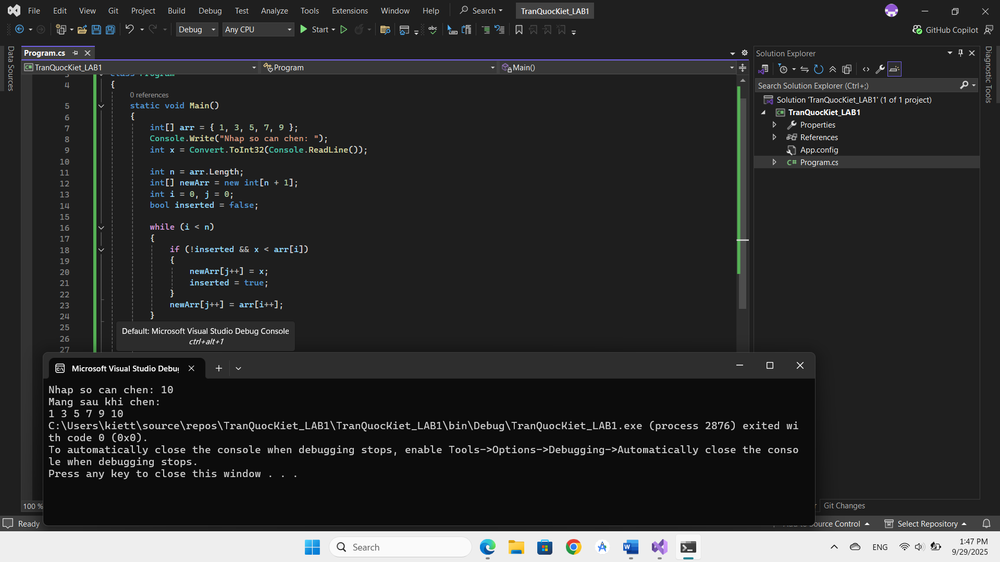 File Edit View Git Project Build Debug Test Analyze Tools Extensions Window Help Search TranQuocKiet_LAB1
Debug Any CPU Start GitHub Copilot
Data Sources
Program.cs
TranQuocKiet_LAB1 Program Main()
3 class Program
4 {
0 references
5 static void Main()
6 {
7 int[] arr = { 1, 3, 5, 7, 9 };
8 Console.Write("Nhap so can chen: ");
9 int x = Convert.ToInt32(Console.ReadLine());
10
11 int n = arr.Length;
12 int[] newArr = new int[n + 1];
13 int i = 0, j = 0;
14 bool inserted = false;
15
16 while (i < n)
17 {
18 if (!inserted && x < arr[i])
19 {
20 newArr[j++] = x;
21 inserted = true;
22 }
23 newArr[j++] = arr[i++];
24 }
25
26
27
Default: Microsoft Visual Studio Debug Console
ctrl+alt+1
Solution Explorer
Search Solution Explorer (Ctrl+;)
Solution 'TranQuocKiet_LAB1' (1 of 1 project)
C# TranQuocKiet_LAB1
Properties
References
App.config
C# Program.cs
Diagnostic Tools
Microsoft Visual Studio Debug
Nhap so can chen: 10
Mang sau khi chen:
1 3 5 7 9 10
C:\Users\kiett\source\repos\TranQuocKiet_LAB1\TranQuocKiet_LAB1\bin\Debug\TranQuocKiet_LAB1.exe (process 2876) exited wi
th code 0 (0x0).
To automatically close the console when debugging stops, enable Tools->Options->Debugging->Automatically close the conso
le when debugging stops.
Press any key to close this window . . .
100 %
Git Changes
Ready
Source Control Select Repository
Search
ENG
1:47 PM
9/29/2025